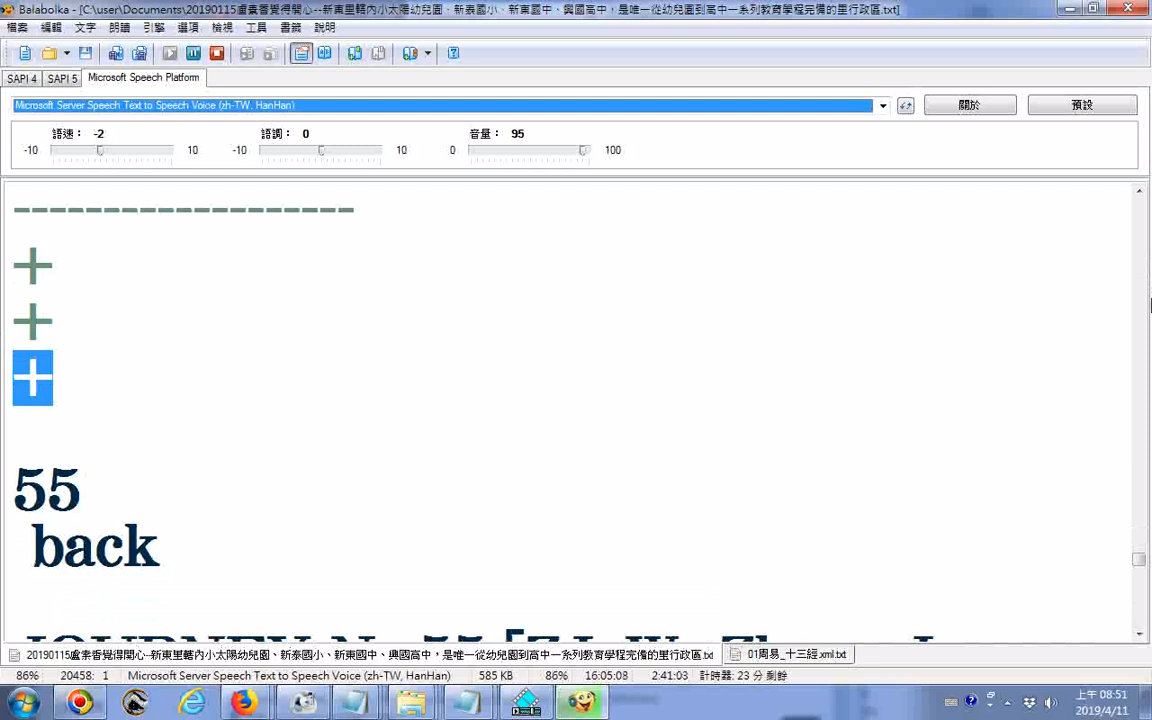 Balabolka - [C:\user\Documents\20190115盧素香覺得開心--新東里轄內小太陽幼兒園、新泰國小、新東國中、興國高中，是唯一從幼兒園到高中一系列教育學程完備的里行政區.txt]
檔案 編輯 文字 朗讀 引擎 選項 檢視 工具 書籤 說明
SAPI 4 SAPI 5 Microsoft Speech Platform
Microsoft Server Speech Text to Speech Voice (zh-TW, HanHan) 關於 預設
語速： -2 語調： 0 音量： 95
-10 10 -10 10 0 100
-------------------
+
+
+
55
back
20190115盧素香覺得開心--新東里轄內小太陽幼兒園、新泰國小、新東國中、興國高中，是唯一從幼兒園到高中一系列教育學程完備的里行政區.txt 01周易_十三經.xml.txt
86% 20458: 1 Microsoft Server Speech Text to Speech Voice (zh-TW, HanHan) 585 KB 86% 16:05:08 2:41:03 計時器: 23 分 剩餘
上午 08:51
2019/4/11